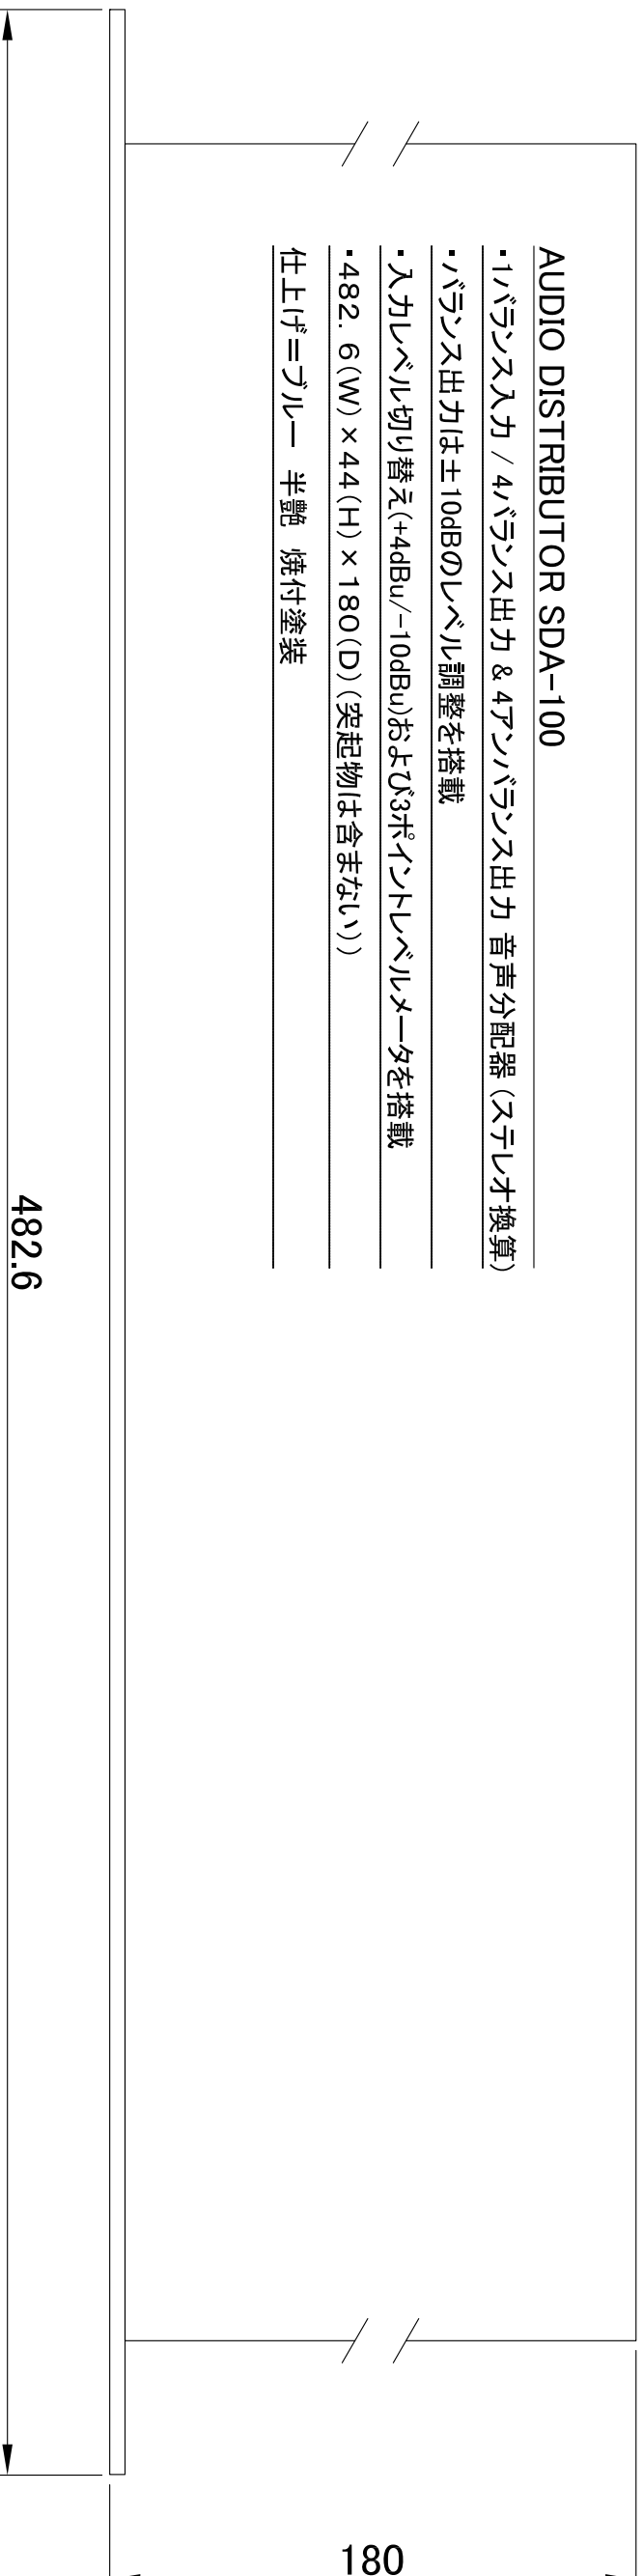 AUDIO DISTRIBUTOR SDA-100
・1バランス入力 / 4バランス出力 & 4アンバランス出力 音声分配器 (ステレオ換算)
・バランス出力は±10dBのレベル調整を搭載
・入力レベル切り替え(+4dBu/-10dBu)および3ポイントレベルメータを搭載
・482. 6(W)×44(H)×180(D) (突起物は含まない))
仕上げ=ブルー 半艶 焼付塗装
482.6
180